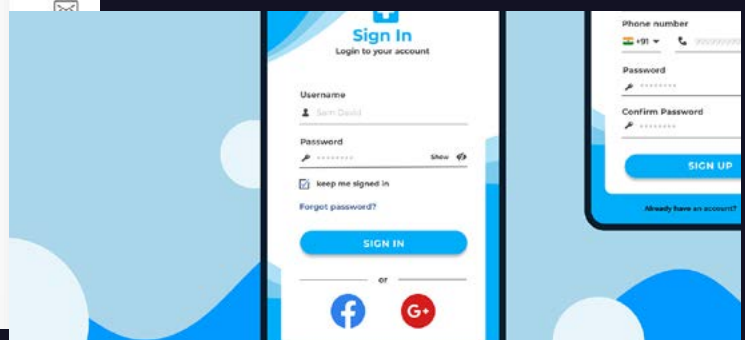 Sign In
Login to your account
Username
Sam David
Password
********
Show
keep me signed in
Forgot password?
SIGN IN
or
f
G+
Phone number
+91
Password
********
Confirm Password
********
SIGN UP
Already have an account?